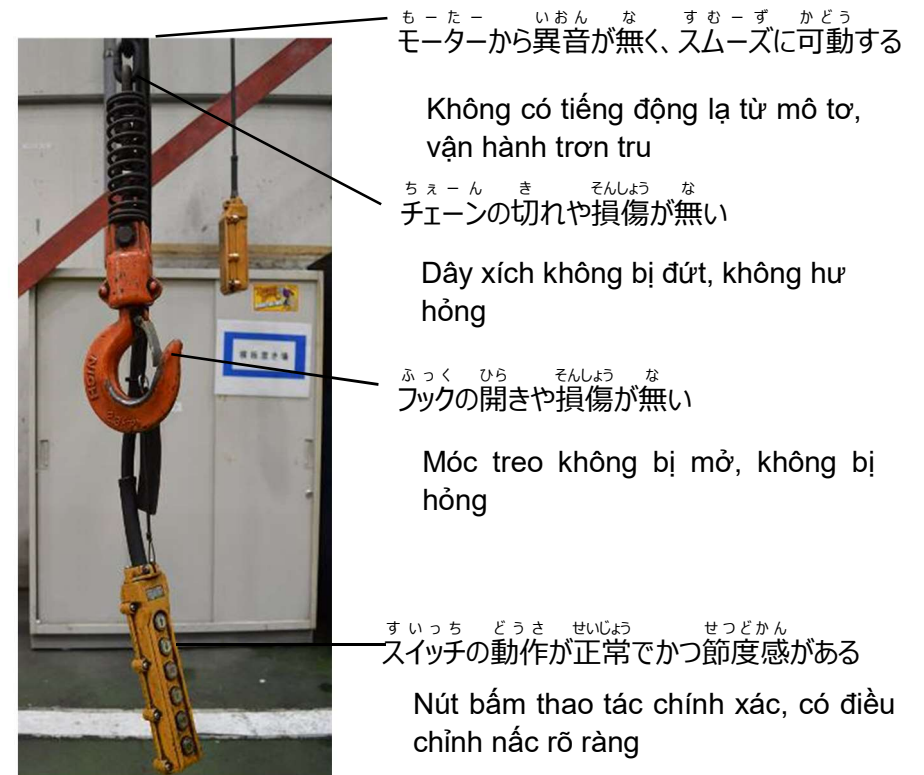 もーたー いおん な すむーず かどう
モーターから異音が無く、スムーズに可動する
Không có tiếng động lạ từ mô tơ,
vận hành trơn tru
ちぇーん き そんしょう な
チェーンの切れや損傷が無い
Dây xích không bị đứt, không hư
hỏng
ふっく ひら そんしょう な
フックの開きや損傷が無い
Móc treo không bị mở, không bị
hỏng
すいっち どうさ せいじょう せつどかん
スイッチの動作が正常でかつ節度感がある
Nút bấm thao tác chính xác, có điều
chỉnh nấc rõ ràng